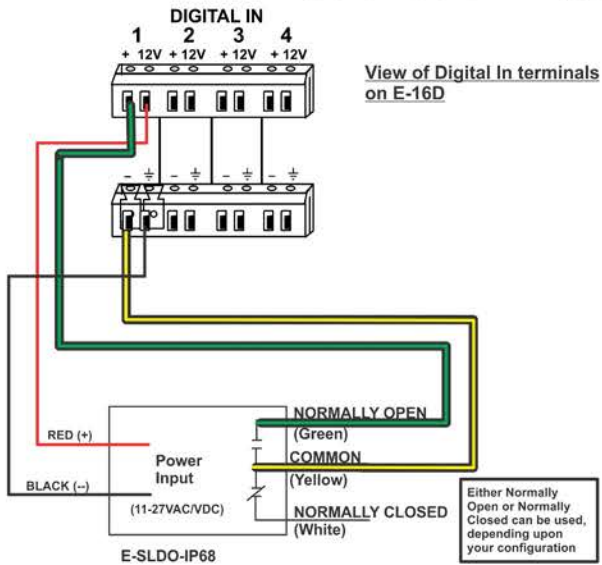 DIGITAL IN
1 2 3 4
+ 12V + 12V + 12V + 12V
View of Digital In terminals
on E-16D
− ⏚ − ⏚ − ⏚ − ⏚
NORMALLY OPEN
(Green)
RED (+)
COMMON
(Yellow)
Power
Input
BLACK (--)
(11-27VAC/VDC)
NORMALLY CLOSED
(White)
Either Normally
Open or Normally
Closed can be used,
depending upon
your configuration
E-SLDO-IP68